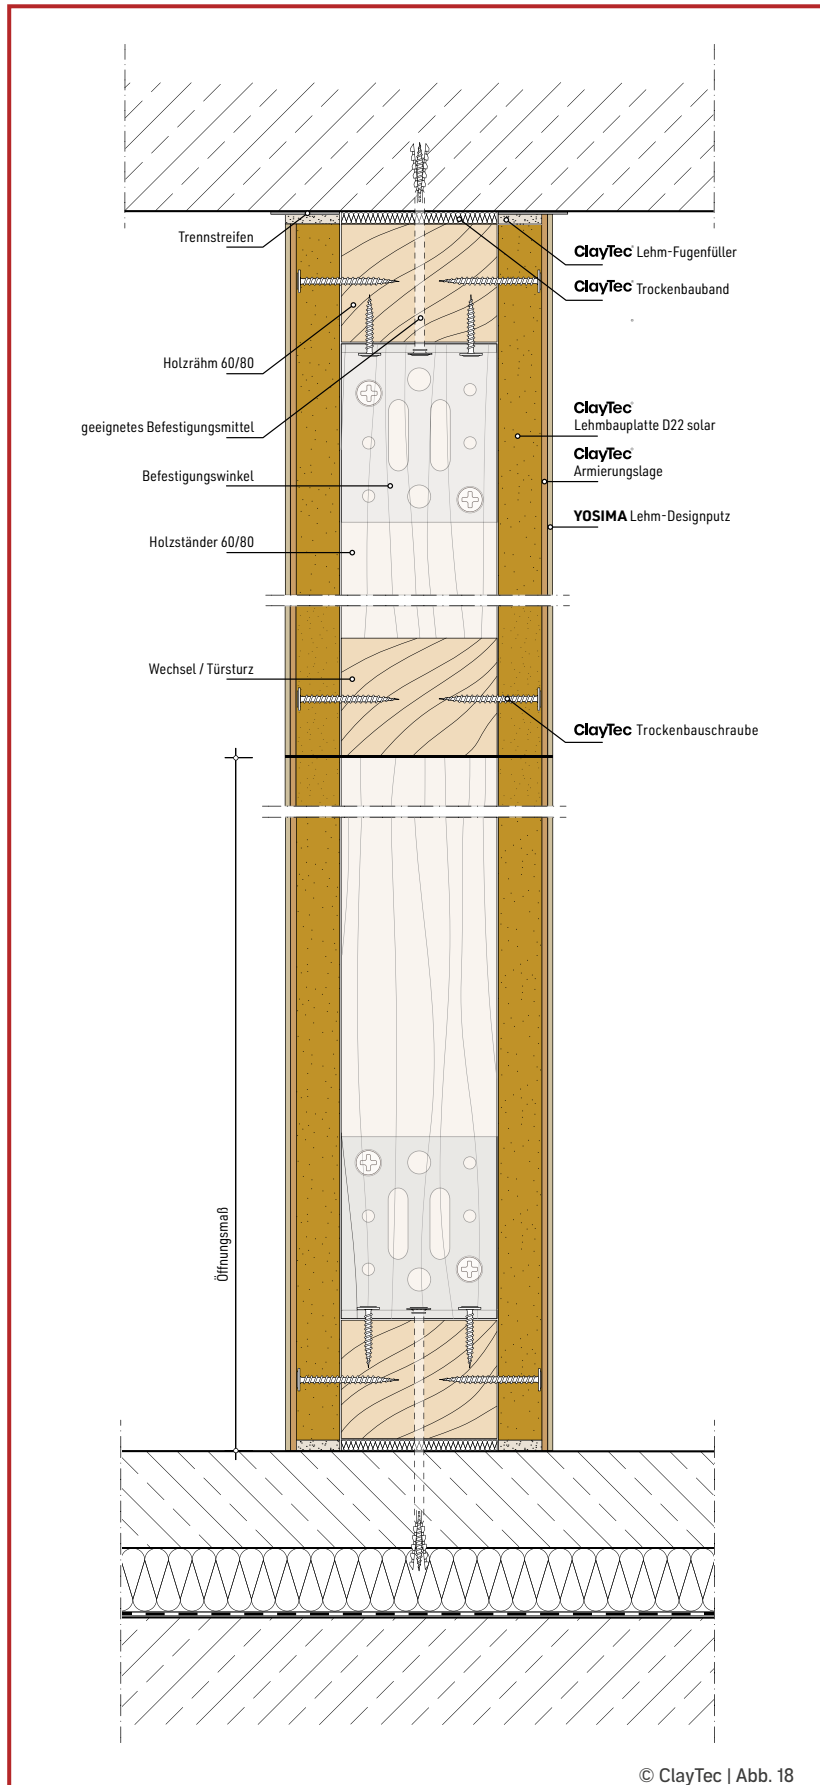 Trennstreifen
ClayTec Lehm-Fugenfüller
ClayTec Trockenbauband
Holzrähm 60/80
ClayTec
Lehmbauplatte D22 solar
geeignetes Befestigungsmittel
ClayTec
Armierungslage
Befestigungswinkel
YOSIMA Lehm-Designputz
Holzständer 60/80
Wechsel / Türsturz
ClayTec Trockenbauschraube
Öffnungsmaß
© ClayTec | Abb. 18